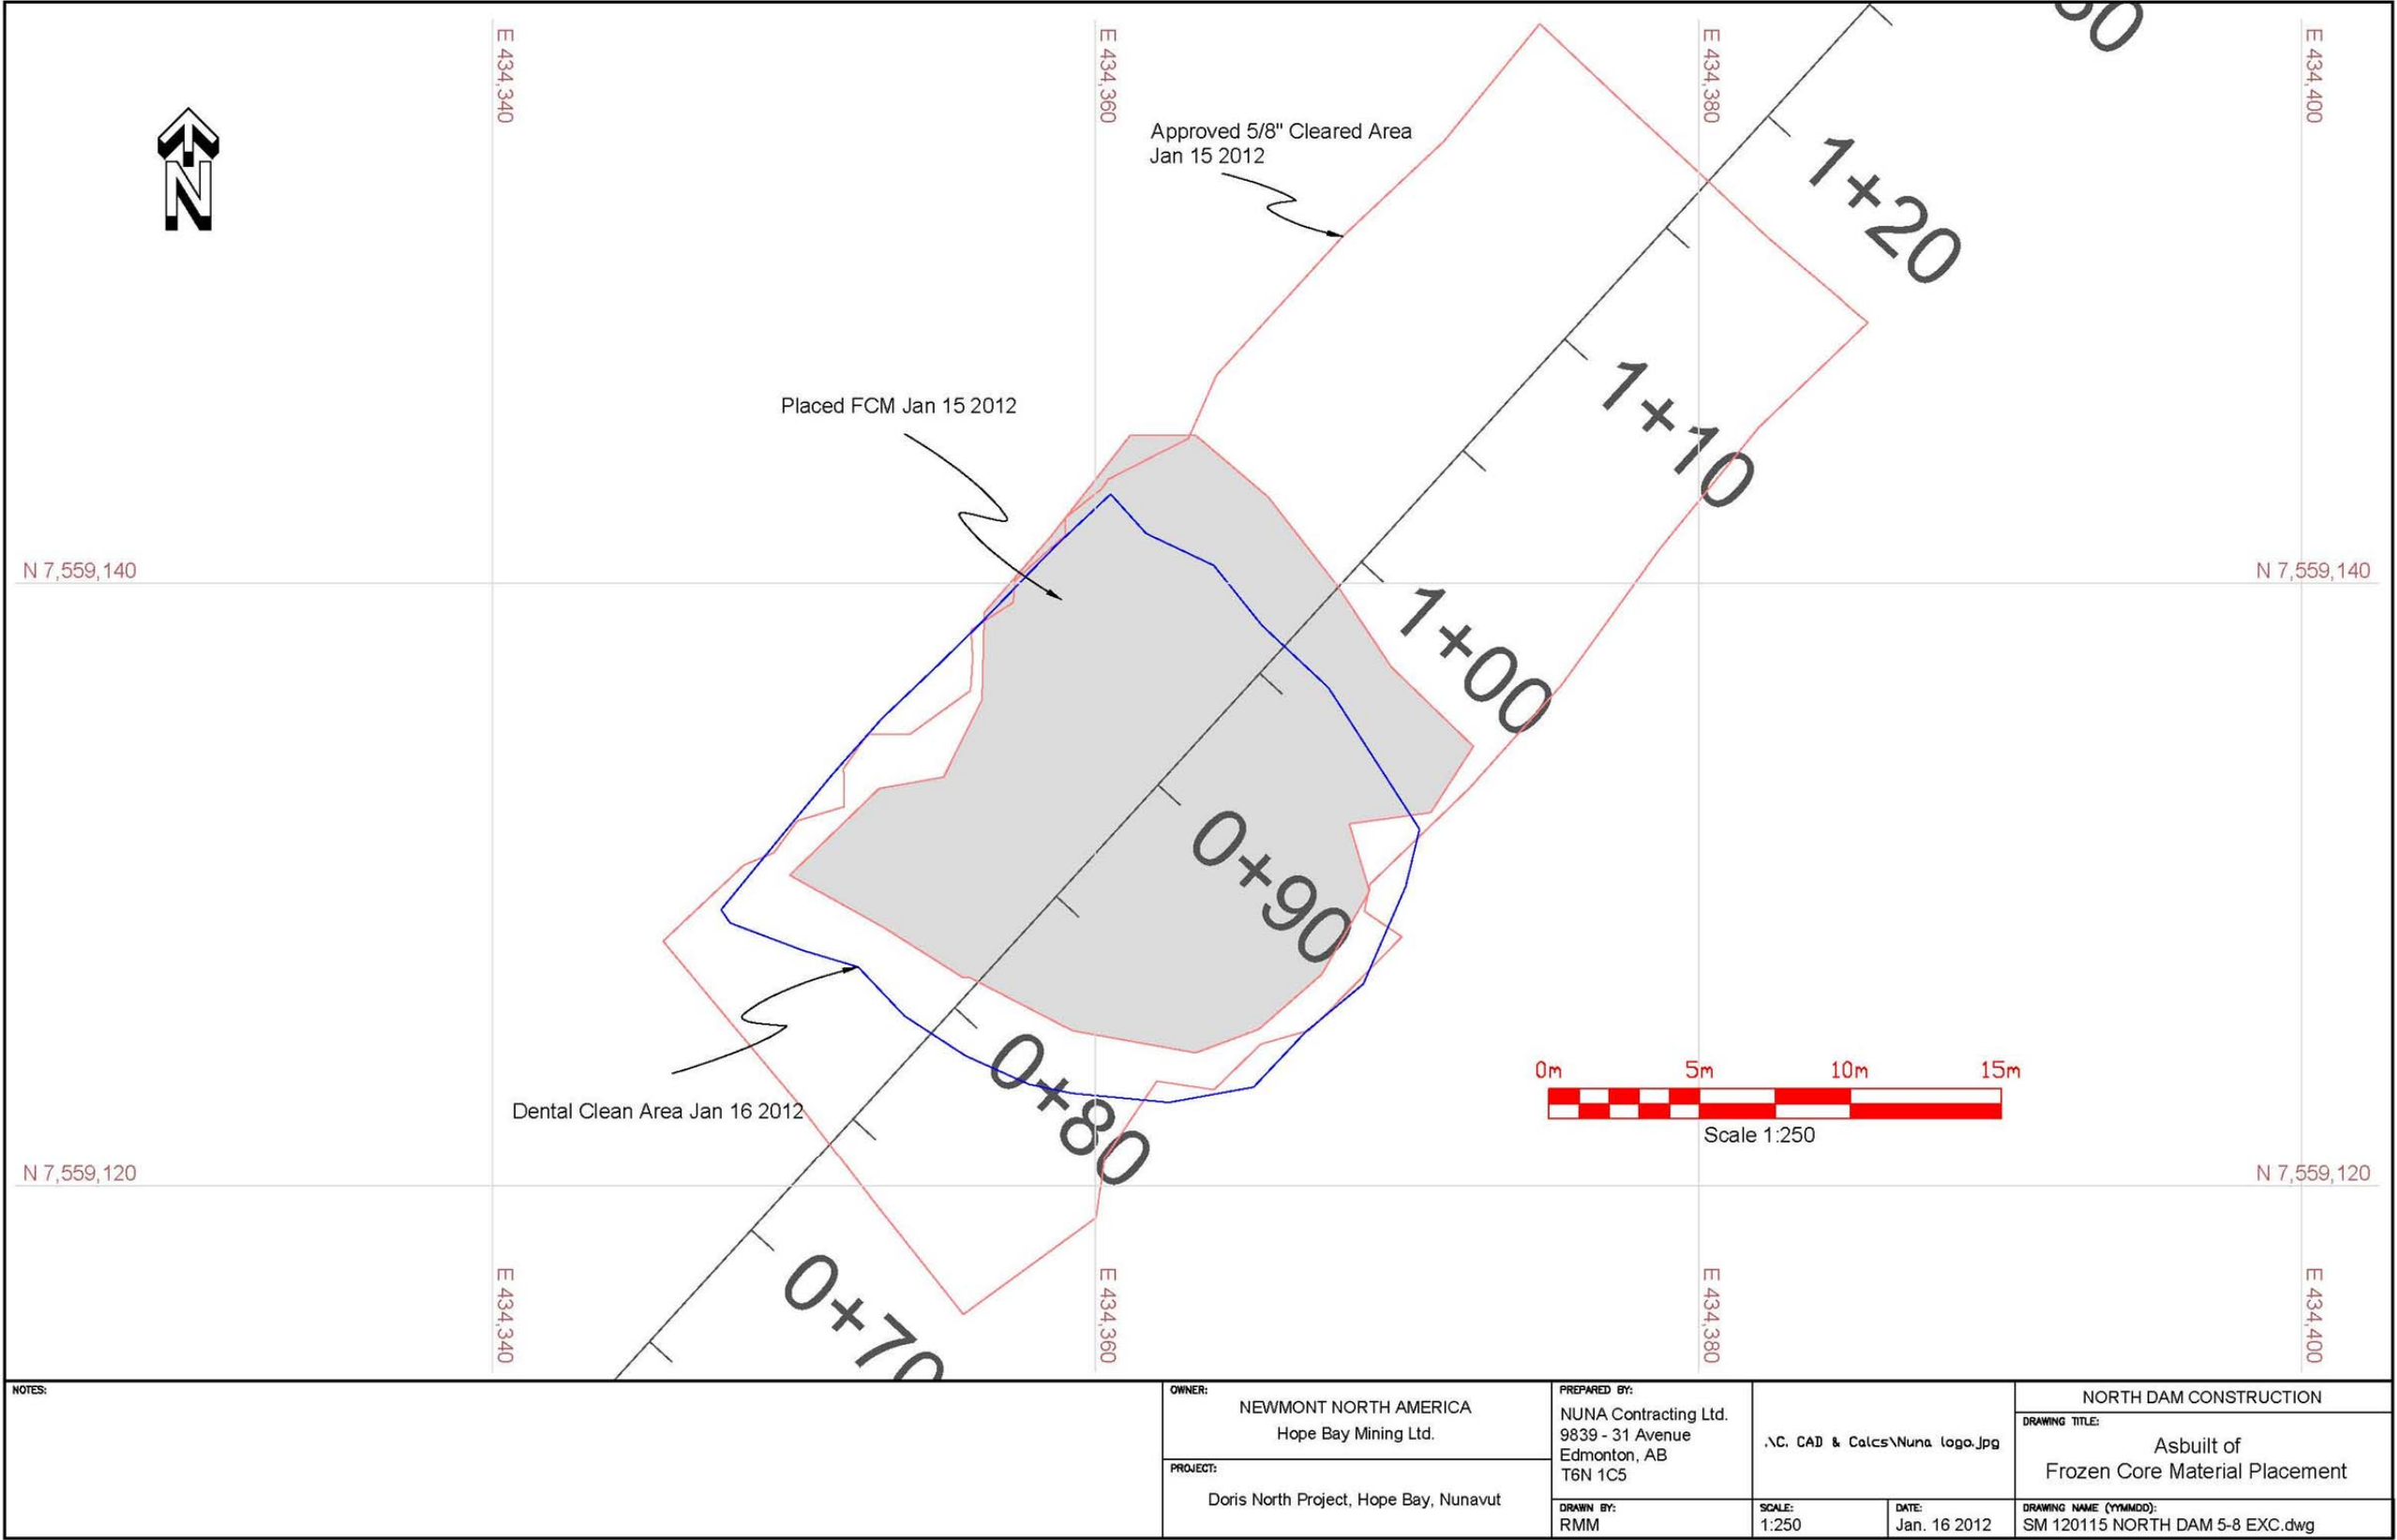 E 434,340
E 434,360
E 434,380
E 434,400
N
Approved 5/8" Cleared Area
Jan 15 2012
1+20
Placed FCM Jan 15 2012
1+10
N 7,559,140
N 7,559,140
1+00
0+90
0+80
Dental Clean Area Jan 16 2012
0m 5m 10m 15m
Scale 1:250
N 7,559,120
N 7,559,120
0+70
E 434,340
E 434,360
E 434,380
E 434,400
NOTES:
OWNER:
NEWMONT NORTH AMERICA
Hope Bay Mining Ltd.
PROJECT:
Doris North Project, Hope Bay, Nunavut
PREPARED BY:
NUNA Contracting Ltd.
9839 - 31 Avenue
Edmonton, AB
T6N 1C5
DRAWN BY:
RMM
.\C. CAD & Calcs\Nuna logo.jpg
SCALE:
1:250
DATE:
Jan. 16 2012
NORTH DAM CONSTRUCTION
DRAWING TITLE:
Asbuilt of
Frozen Core Material Placement
DRAWING NAME (YYMMDD):
SM 120115 NORTH DAM 5-8 EXC.dwg